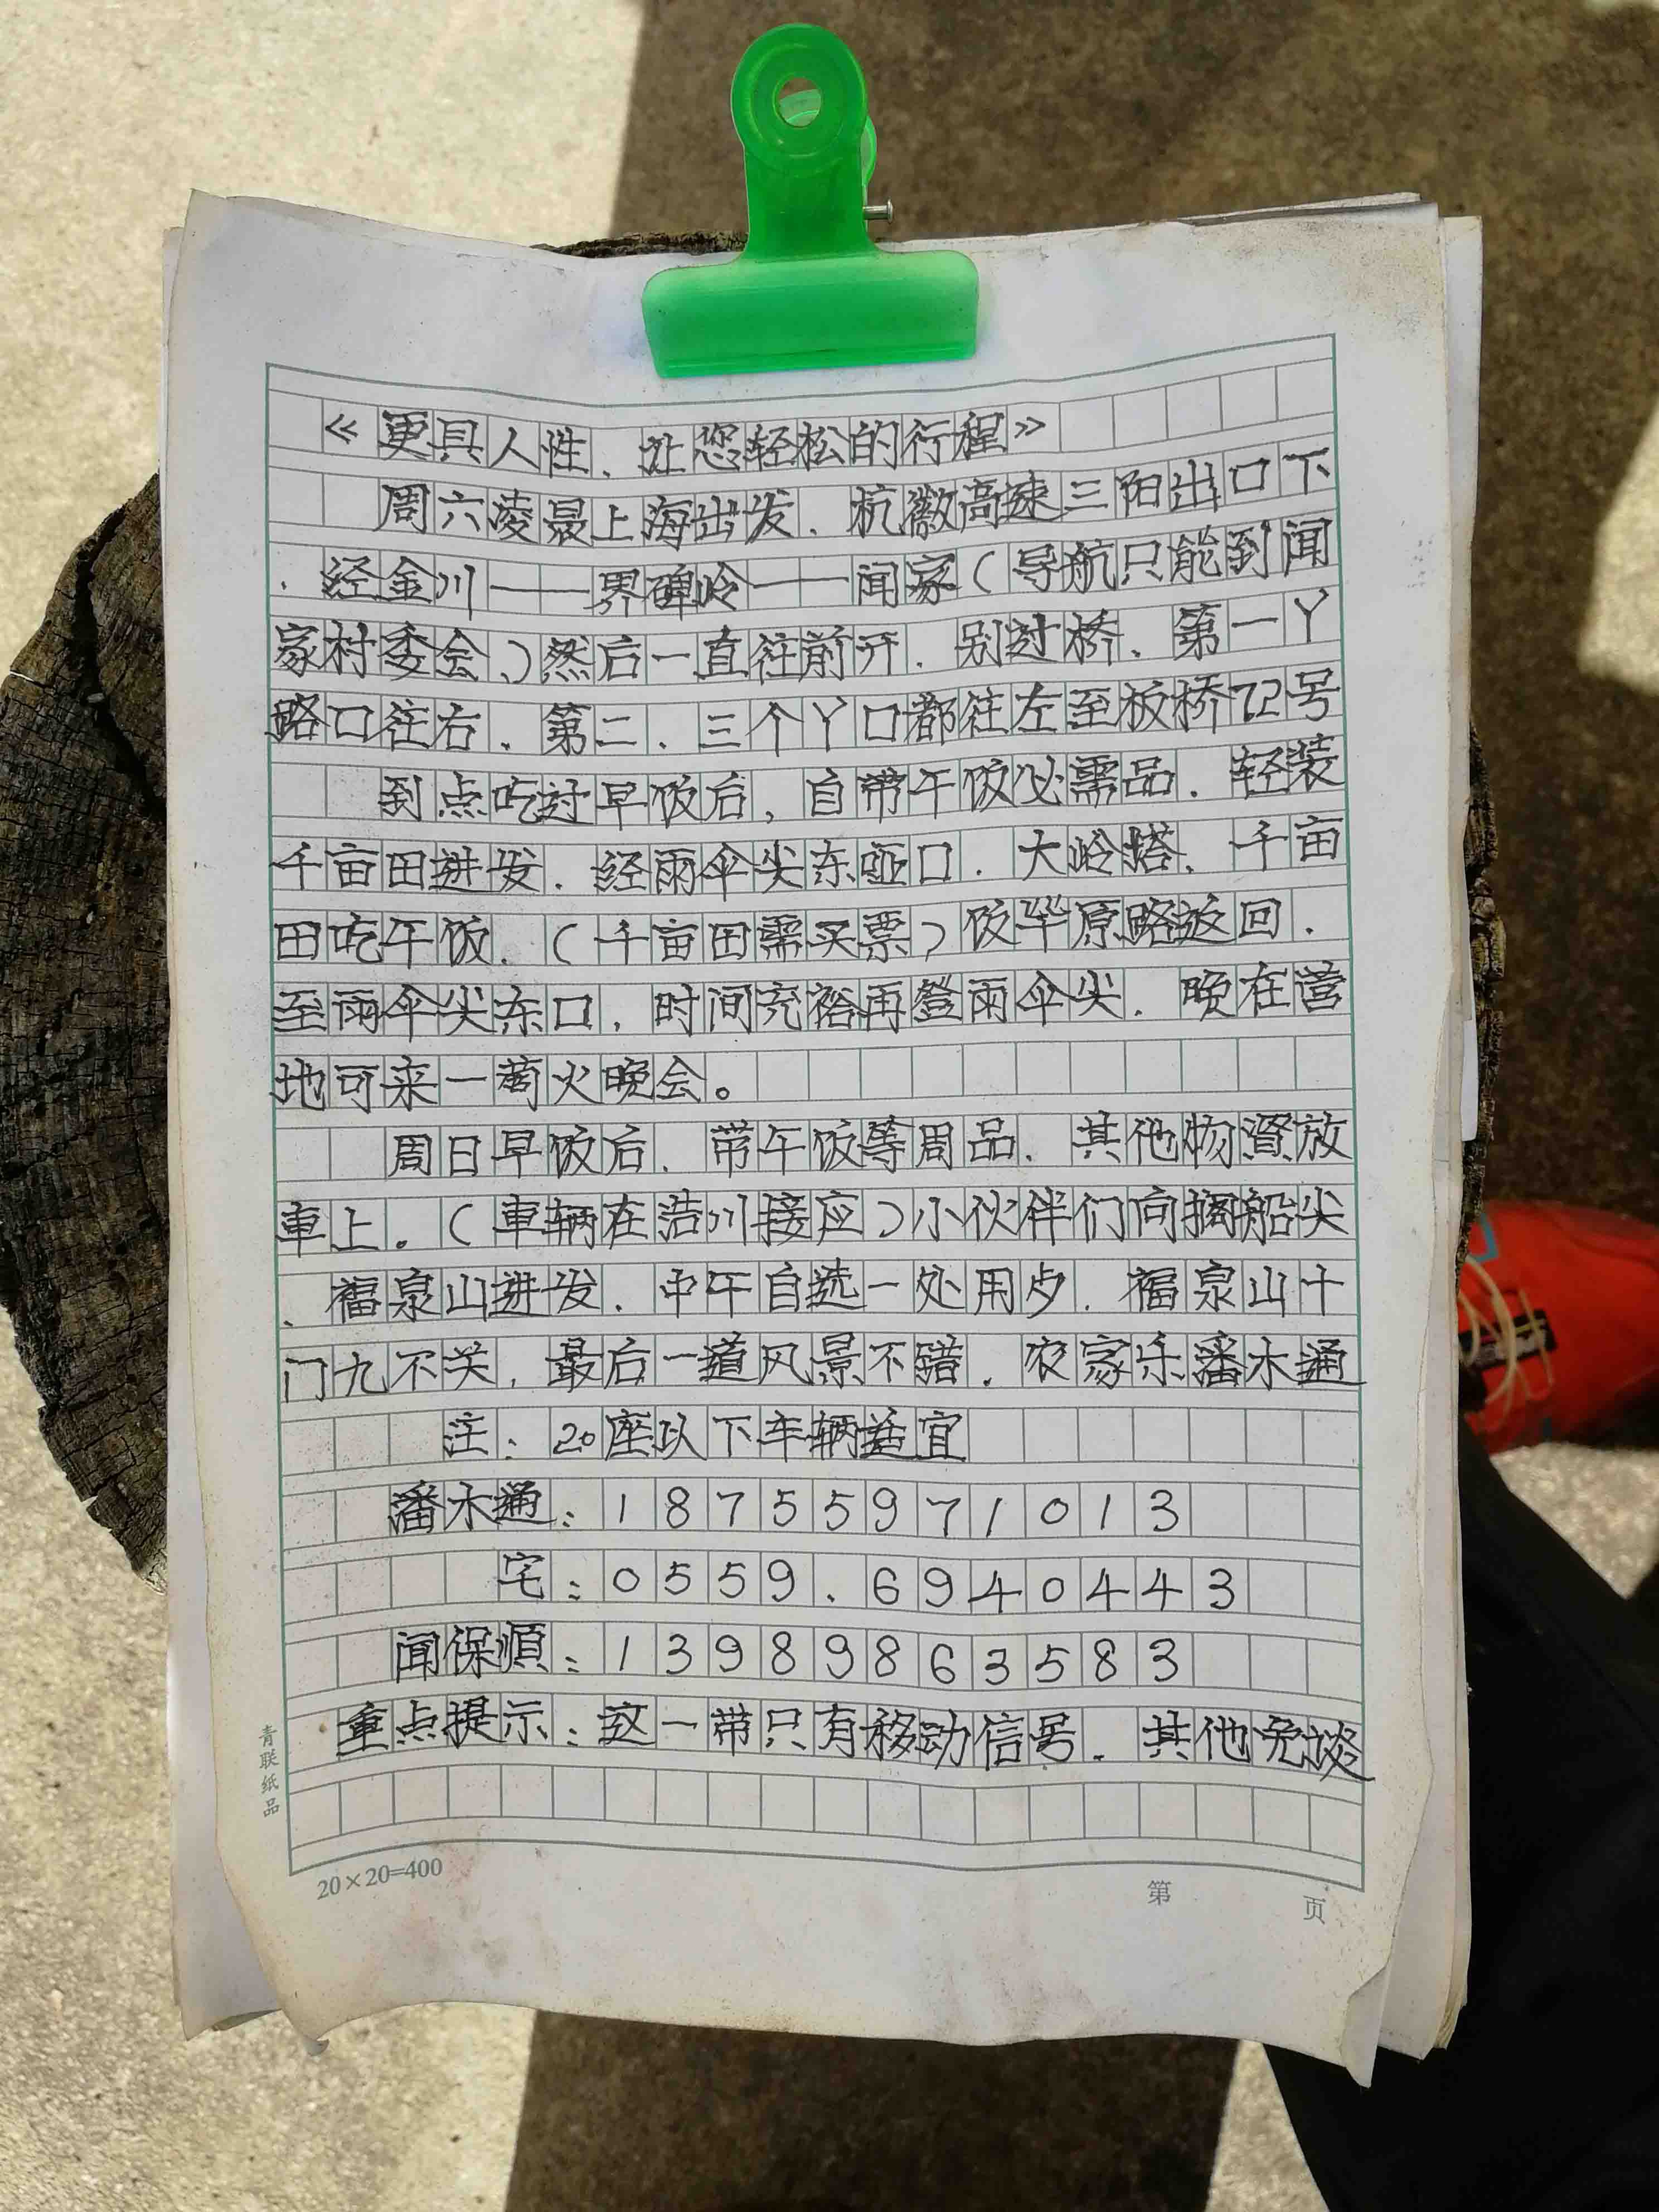 《更具人性、让您轻松的行程》
周六凌晨上海出发.杭徽高速三阳出口下
.经金川——界碑岭——闻家(导航只能到闻
家村委会、)然后一直往前开.别过桥、第一丫
路口往右.第二.三个丫口都往左至板桥72号
到点吃过早饭后,自带午饭必需品.轻装
千亩田进发.经雨伞尖东哑口.大岭塔.千亩
田吃午饭.(千亩田需买票)饭毕原路返回.
至雨伞尖东口,时间充裕再登雨伞尖.晚在营
地可来一篝火晚会。
周日早饭后.带午饭等周品.其他物资放
車上。(車辆在浩川接应)小伙伴们向搁船尖
、福泉山进发.中午自选一处用夕.福泉山十
门九不关,最后一道风景不错.农家乐潘木通
注:20座以下车辆适宜
潘木通:18755971013
宅:0559.6940443
闻保順:13989863583
重点提示:这一带只有移动信号.其他免谈
青联纸品
20×20=400
第 页